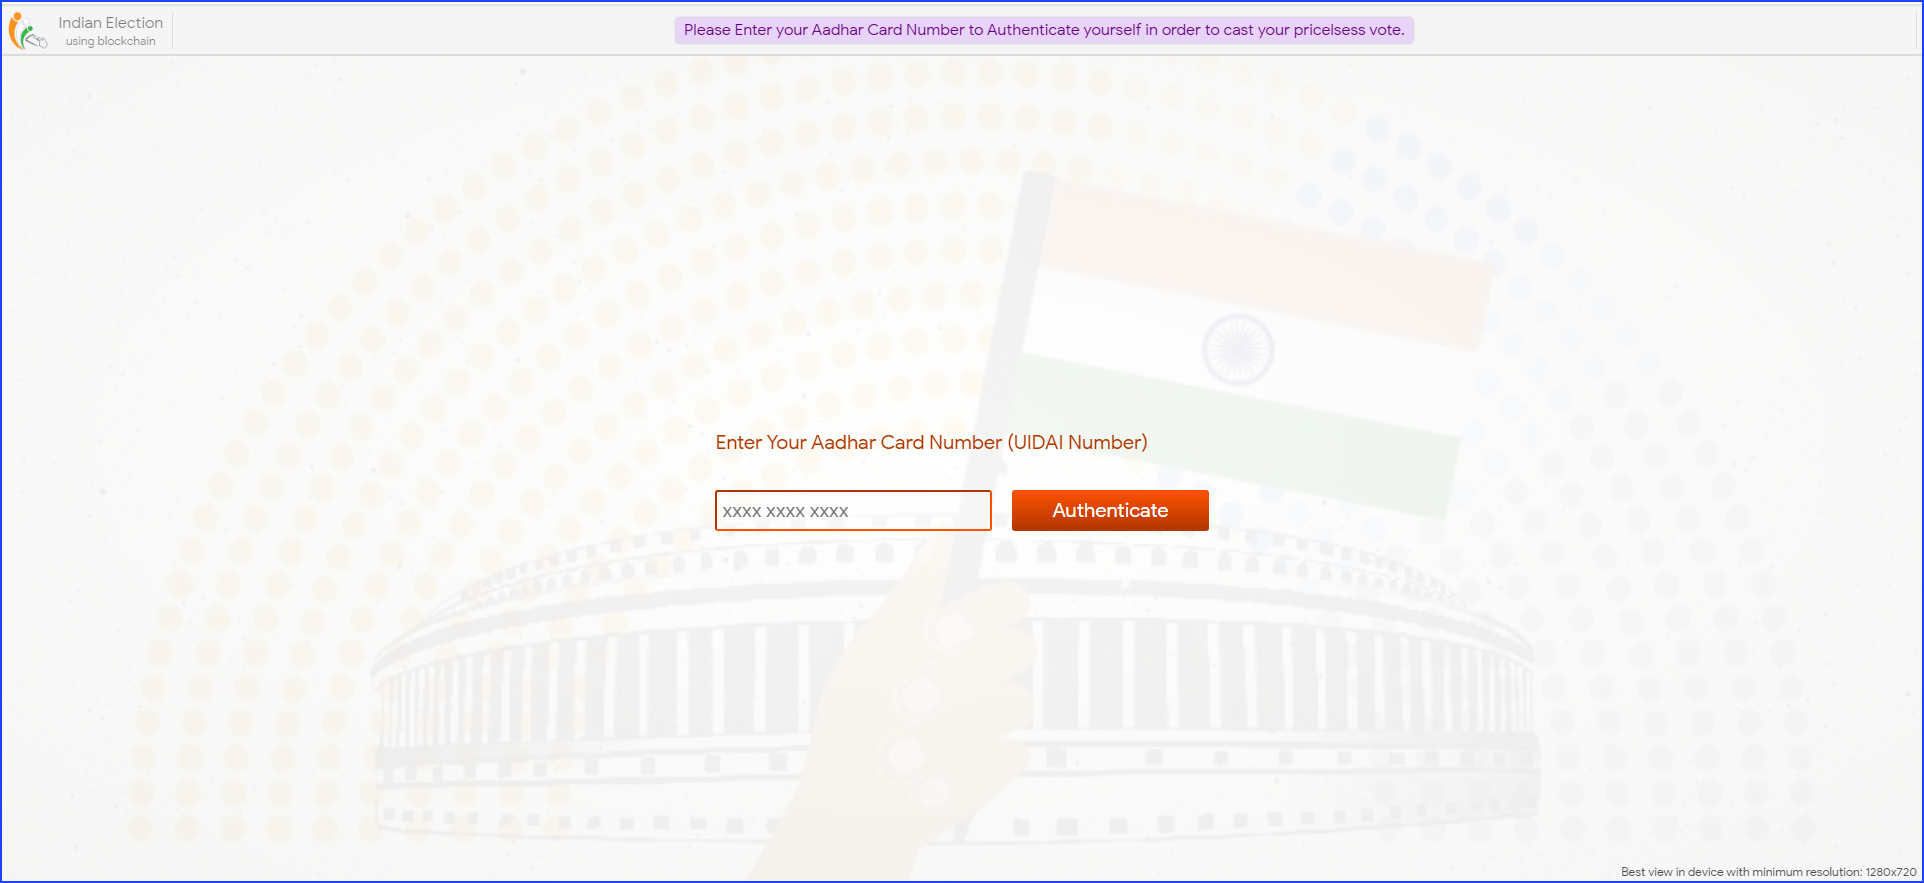 Indian Election
using blockchain
Please Enter your Aadhar Card Number to Authenticate yourself in order to cast your pricelsess vote.
Enter Your Aadhar Card Number (UIDAI Number)
xxxx xxxx xxxx
Authenticate
Best view in device with minimum resolution: 1280x720